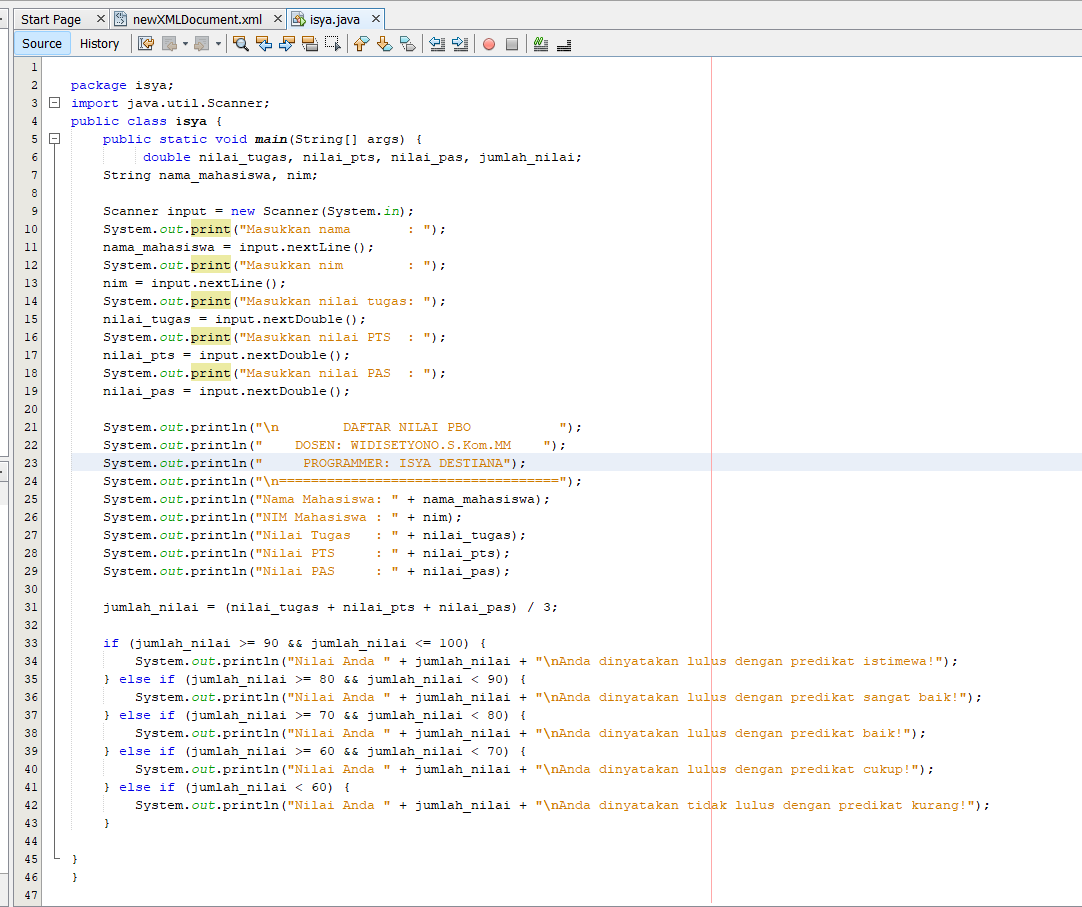 Start Page × newXMLDocument.xml × isya.java ×
Source History
1
2 package isya;
3 import java.util.Scanner;
4 public class isya {
5     public static void main(String[] args) {
6          double nilai_tugas, nilai_pts, nilai_pas, jumlah_nilai;
7     String nama_mahasiswa, nim;
8
9     Scanner input = new Scanner(System.in);
10     System.out.print("Masukkan nama       : ");
11     nama_mahasiswa = input.nextLine();
12     System.out.print("Masukkan nim        : ");
13     nim = input.nextLine();
14     System.out.print("Masukkan nilai tugas: ");
15     nilai_tugas = input.nextDouble();
16     System.out.print("Masukkan nilai PTS  : ");
17     nilai_pts = input.nextDouble();
18     System.out.print("Masukkan nilai PAS  : ");
19     nilai_pas = input.nextDouble();
20
21     System.out.println("\n        DAFTAR NILAI PBO           ");
22     System.out.println("    DOSEN: WIDISETYONO.S.Kom.MM    ");
23     System.out.println("     PROGRAMMER: ISYA DESTIANA");
24     System.out.println("\n===================================");
25     System.out.println("Nama Mahasiswa: " + nama_mahasiswa);
26     System.out.println("NIM Mahasiswa : " + nim);
27     System.out.println("Nilai Tugas   : " + nilai_tugas);
28     System.out.println("Nilai PTS     : " + nilai_pts);
29     System.out.println("Nilai PAS     : " + nilai_pas);
30
31     jumlah_nilai = (nilai_tugas + nilai_pts + nilai_pas) / 3;
32
33     if (jumlah_nilai >= 90 && jumlah_nilai <= 100) {
34         System.out.println("Nilai Anda " + jumlah_nilai + "\nAnda dinyatakan lulus dengan predikat istimewa!");
35     } else if (jumlah_nilai >= 80 && jumlah_nilai < 90) {
36         System.out.println("Nilai Anda " + jumlah_nilai + "\nAnda dinyatakan lulus dengan predikat sangat baik!");
37     } else if (jumlah_nilai >= 70 && jumlah_nilai < 80) {
38         System.out.println("Nilai Anda " + jumlah_nilai + "\nAnda dinyatakan lulus dengan predikat baik!");
39     } else if (jumlah_nilai >= 60 && jumlah_nilai < 70) {
40         System.out.println("Nilai Anda " + jumlah_nilai + "\nAnda dinyatakan lulus dengan predikat cukup!");
41     } else if (jumlah_nilai < 60) {
42         System.out.println("Nilai Anda " + jumlah_nilai + "\nAnda dinyatakan tidak lulus dengan predikat kurang!");
43     }
44
45 }
46 }
47